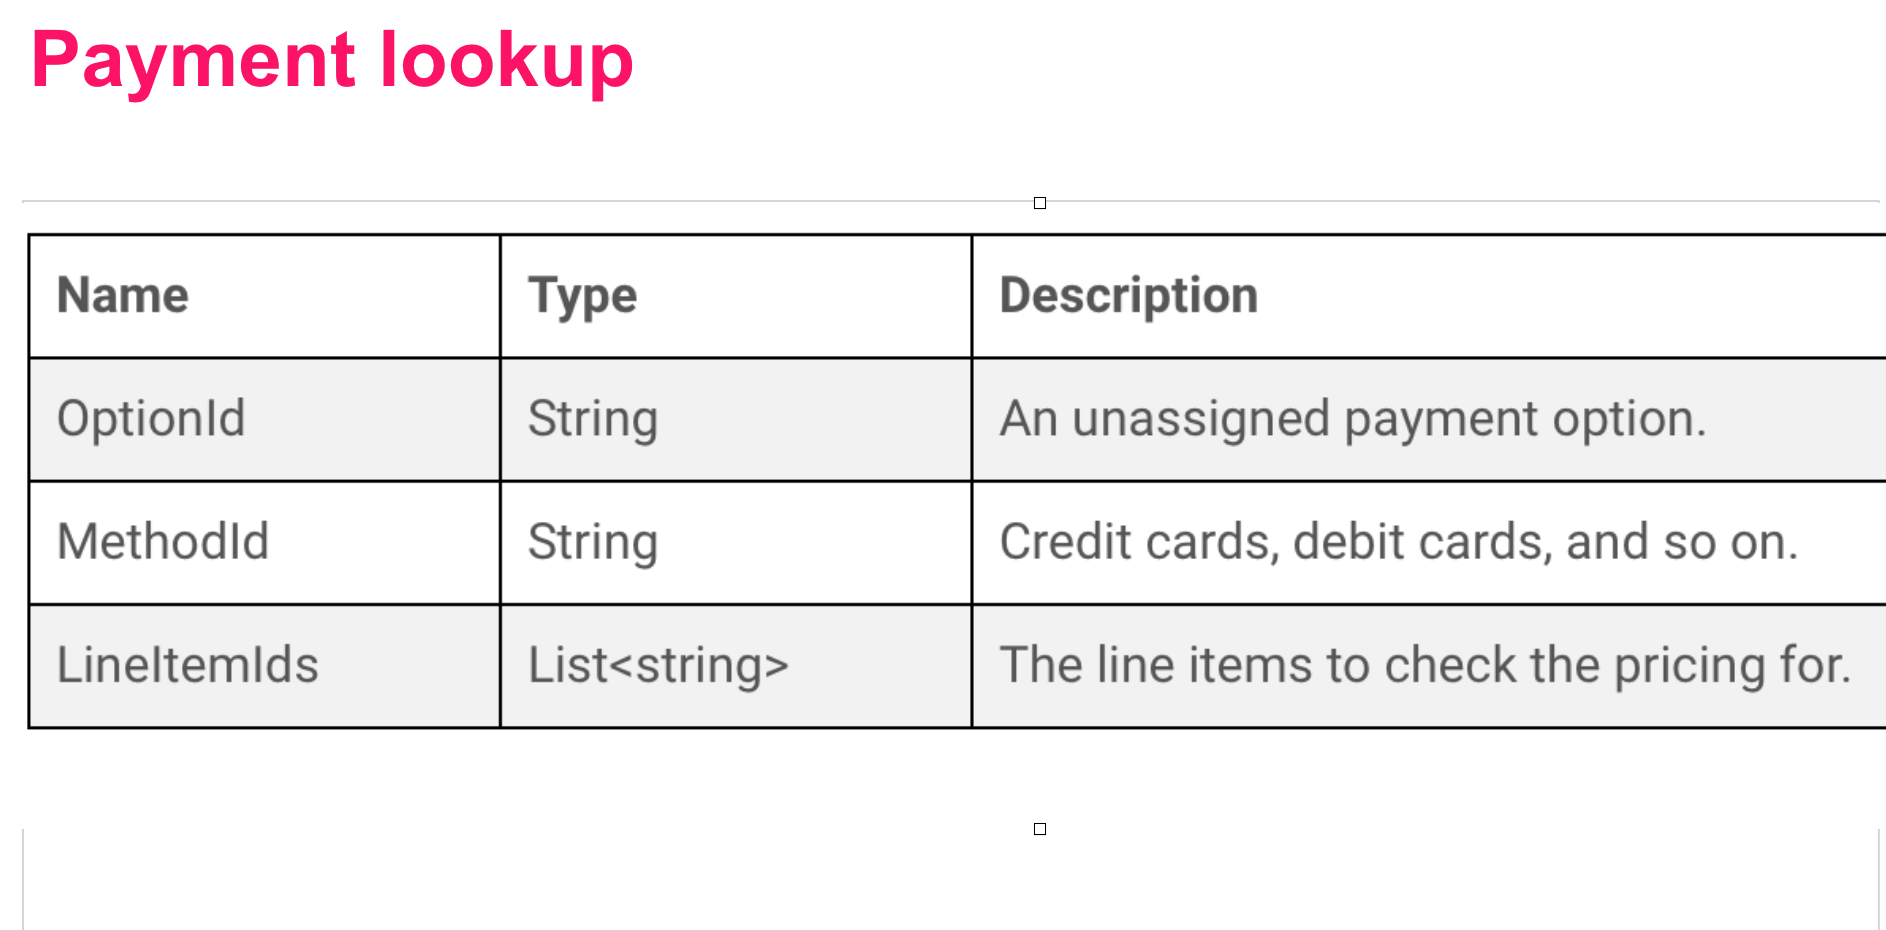 Payment lookup
Name Type Description
OptionId String An unassigned payment option.
MethodId String Credit cards, debit cards, and so on.
LineItemIds List<string> The line items to check the pricing for.